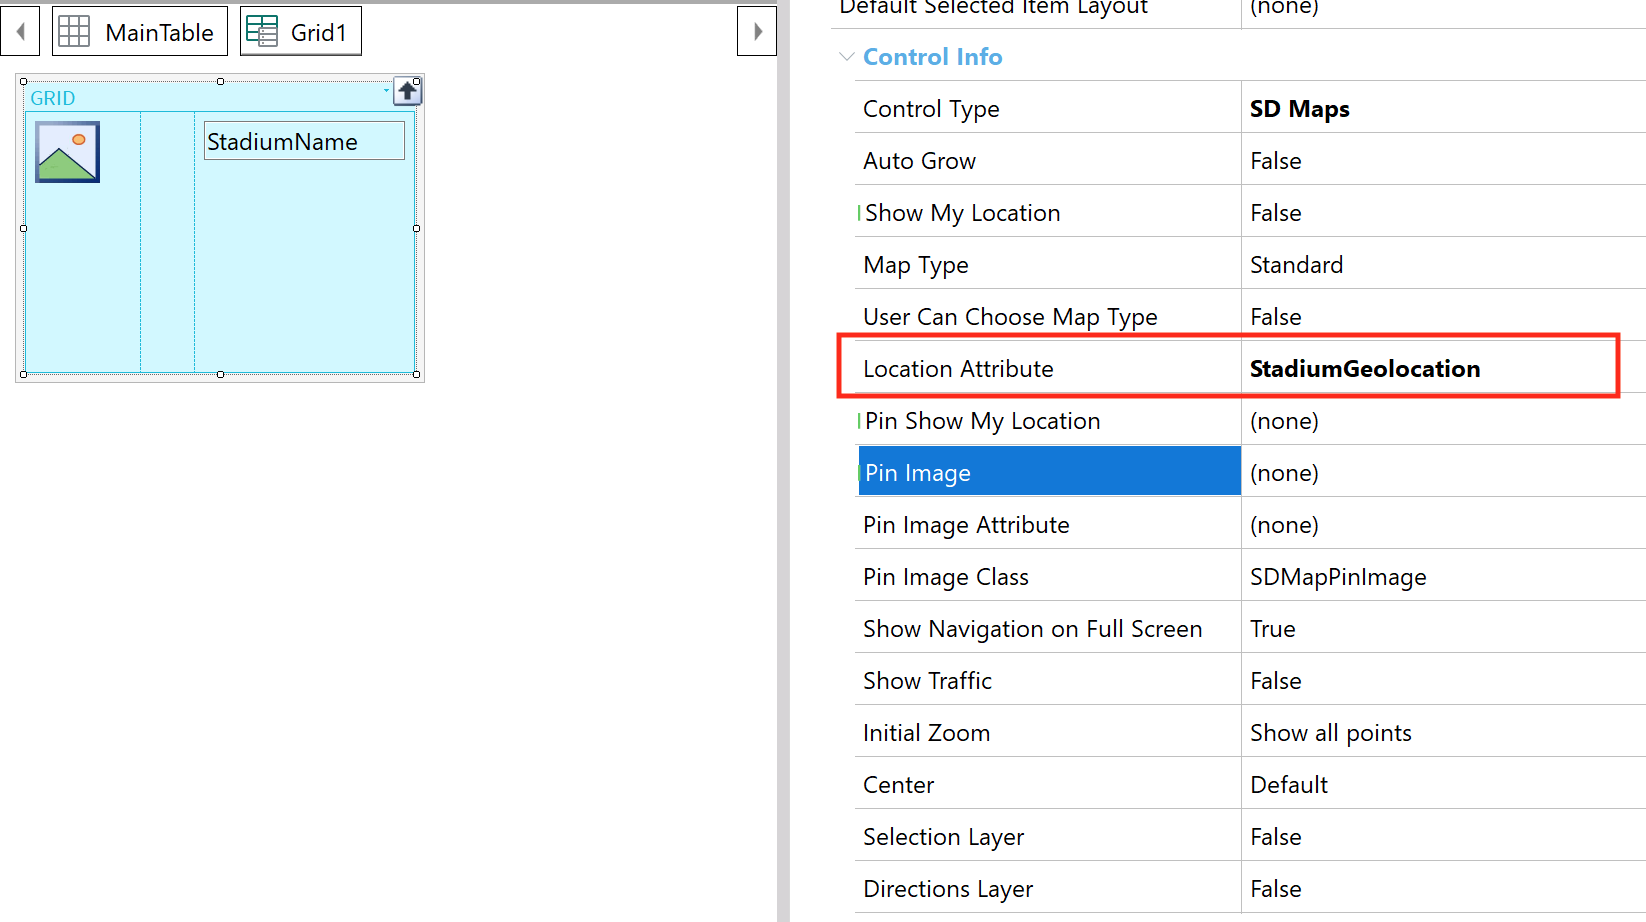 MainTable
Grid1
GRID
StadiumName
Default Selected Item Layout (none)
Control Info
Control Type SD Maps
Auto Grow False
Show My Location False
Map Type Standard
User Can Choose Map Type False
Location Attribute StadiumGeolocation
Pin Show My Location (none)
Pin Image (none)
Pin Image Attribute (none)
Pin Image Class SDMapPinImage
Show Navigation on Full Screen True
Show Traffic False
Initial Zoom Show all points
Center Default
Selection Layer False
Directions Layer False